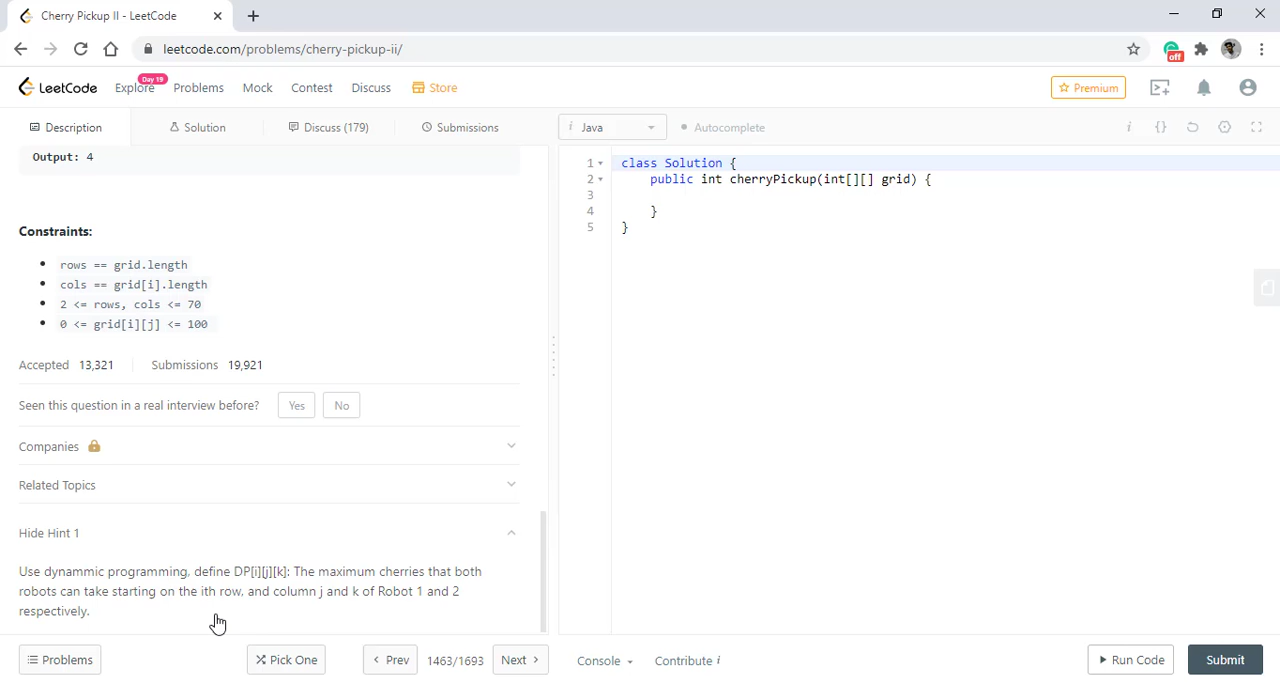 Cherry Pickup II - LeetCode
leetcode.com/problems/cherry-pickup-ii/
off
LeetCode
Explore
Day 19
Problems
Mock
Contest
Discuss
Store
Premium
Description
Solution
Discuss (179)
Submissions
i Java
Autocomplete
i
{}
Output: 4
Constraints:
rows == grid.length
cols == grid[i].length
2 <= rows, cols <= 70
0 <= grid[i][j] <= 100
Accepted 13,321 Submissions 19,921
Seen this question in a real interview before? Yes No
Companies
Related Topics
Hide Hint 1
Use dynammic programming, define DP[i][j][k]: The maximum cherries that both
robots can take starting on the ith row, and column j and k of Robot 1 and 2
respectively.
1 class Solution {
2 public int cherryPickup(int[][] grid) {
3
4 }
5 }
Problems
Pick One
< Prev
1463/1693
Next >
Console
Contribute i
Run Code
Submit